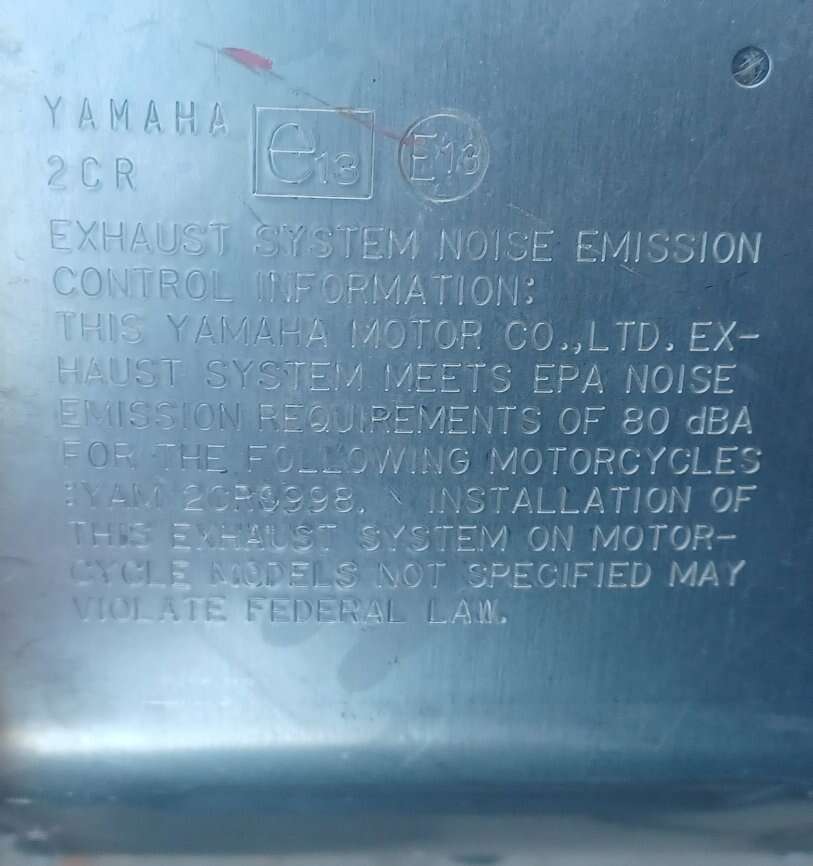 YAMAHA
2CR
e13
E13
EXHAUST SYSTEM NOISE EMISSION
CONTROL INFORMATION:
THIS YAMAHA MOTOR CO.,LTD. EX-
HAUST SYSTEM MEETS EPA NOISE
EMISSION REQUIREMENTS OF 80 dBA
FOR THE FOLLOWING MOTORCYCLES
:YAM 2CR9998. INSTALLATION OF
THIS EXHAUST SYSTEM ON MOTOR-
CYCLE MODELS NOT SPECIFIED MAY
VIOLATE FEDERAL LAW.